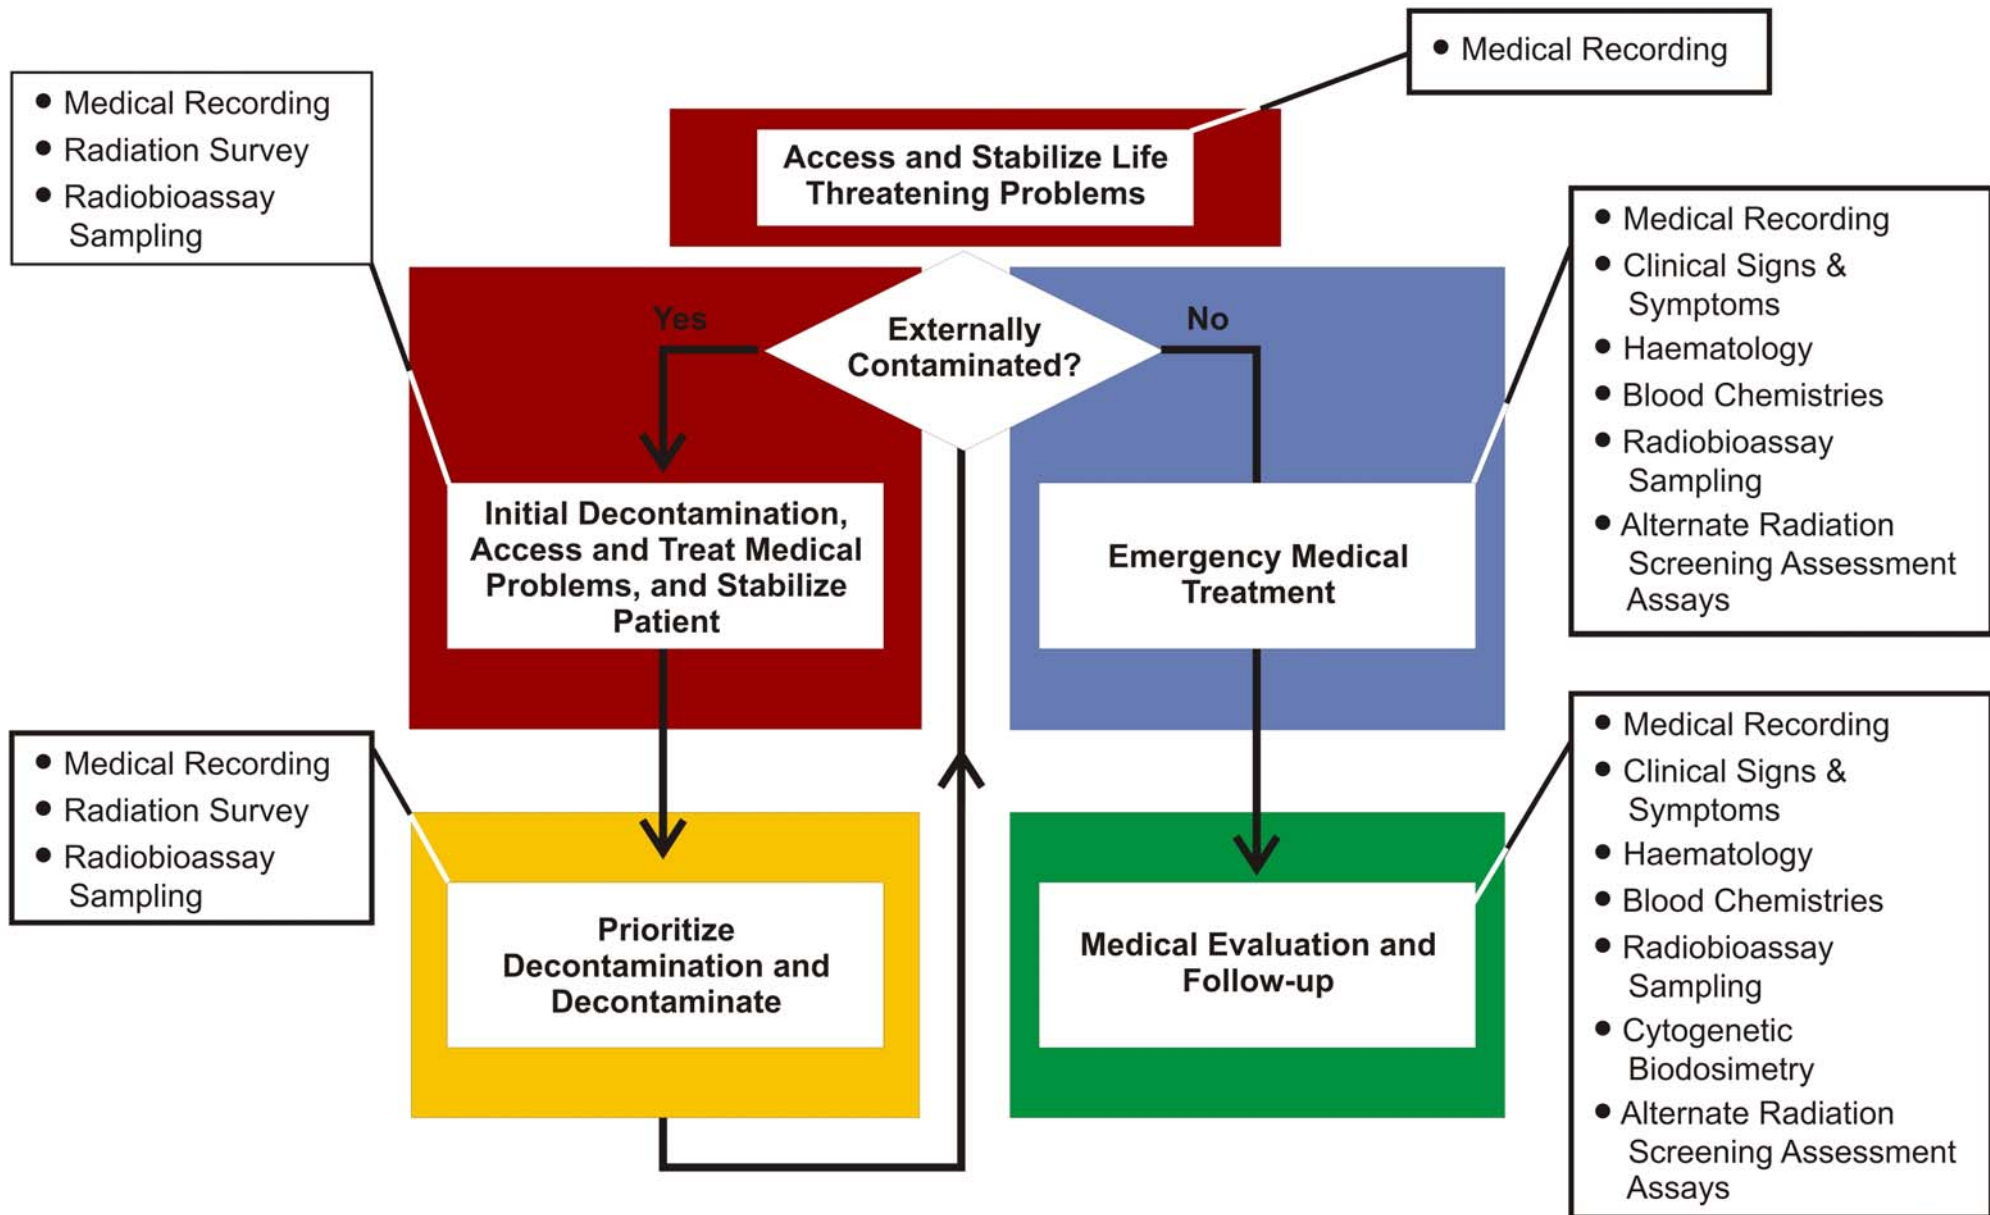 • Medical Recording
• Medical Recording
• Radiation Survey
• Radiobioassay
Sampling
Access and Stabilize Life
Threatening Problems
Externally
Contaminated?
Yes
No
Initial Decontamination,
Access and Treat Medical
Problems, and Stabilize
Patient
Emergency Medical
Treatment
• Medical Recording
• Clinical Signs &
Symptoms
• Haematology
• Blood Chemistries
• Radiobioassay
Sampling
• Alternate Radiation
Screening Assessment
Assays
• Medical Recording
• Radiation Survey
• Radiobioassay
Sampling
Prioritize
Decontamination and
Decontaminate
Medical Evaluation and
Follow-up
• Medical Recording
• Clinical Signs &
Symptoms
• Haematology
• Blood Chemistries
• Radiobioassay
Sampling
• Cytogenetic
Biodosimetry
• Alternate Radiation
Screening Assessment
Assays